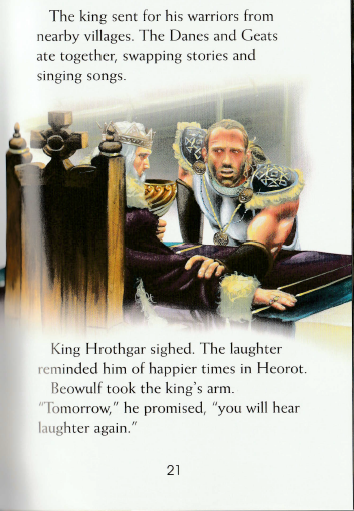 The king sent for his warriors from
nearby villages. The Danes and Geats
ate together, swapping stories and
singing songs.
King Hrothgar sighed. The laughter
reminded him of happier times in Heorot.
Beowulf took the king's arm.
"Tomorrow," he promised, "you will hear
laughter again."
21